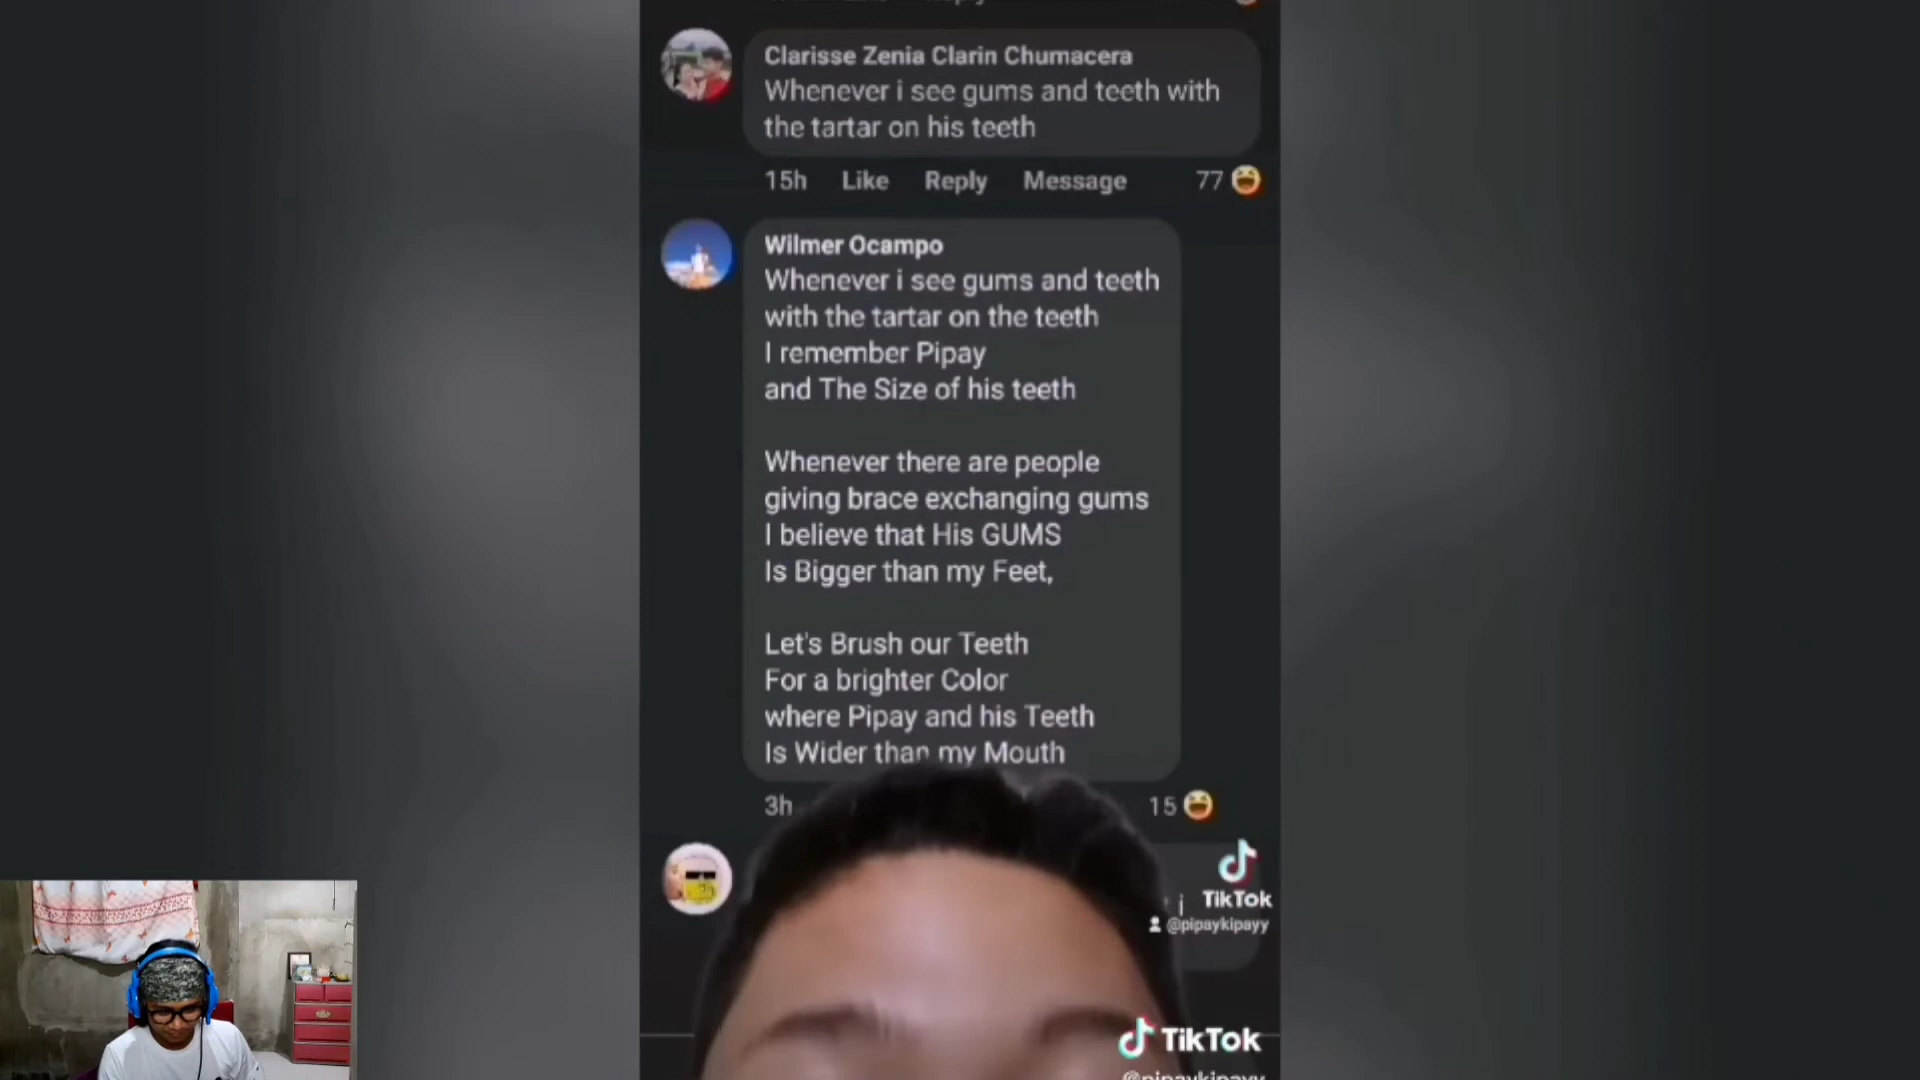 Clarisse Zenia Clarin Chumacera
Whenever i see gums and teeth with
the tartar on his teeth
15h Like Reply Message 77
Wilmer Ocampo
Whenever i see gums and teeth
with the tartar on the teeth
I remember Pipay
and The Size of his teeth
Whenever there are people
giving brace exchanging gums
I believe that His GUMS
Is Bigger than my Feet,
Let's Brush our Teeth
For a brighter Color
where Pipay and his Teeth
Is Wider than my Mouth
3h 15
TikTok
@pipaykipayy
TikTok
@pipaykipayy